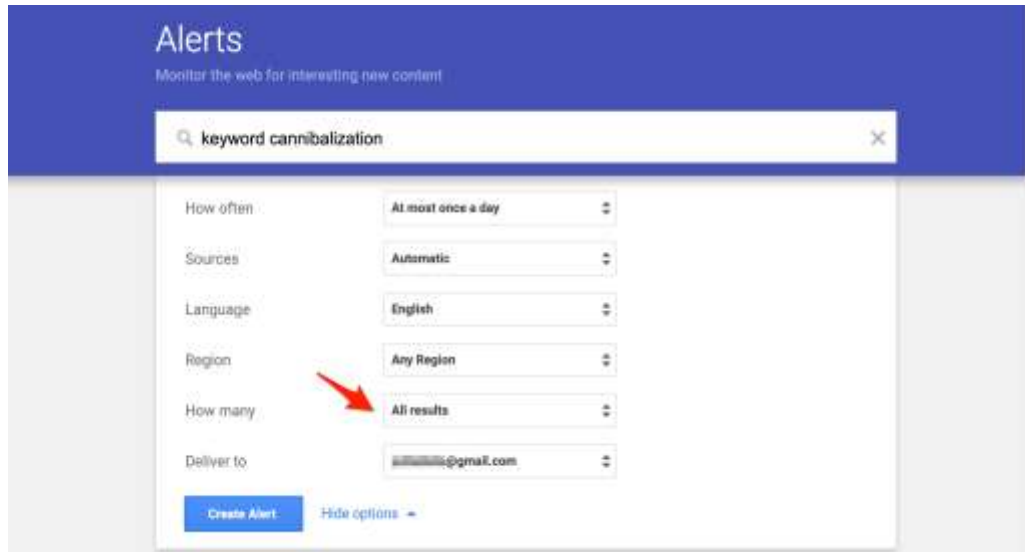 Alerts
Monitor the web for interesting new content
keyword cannibalization
How often At most once a day
Sources Automatic
Language English
Region Any Region
How many All results
Deliver to @gmail.com
Create Alert Hide options